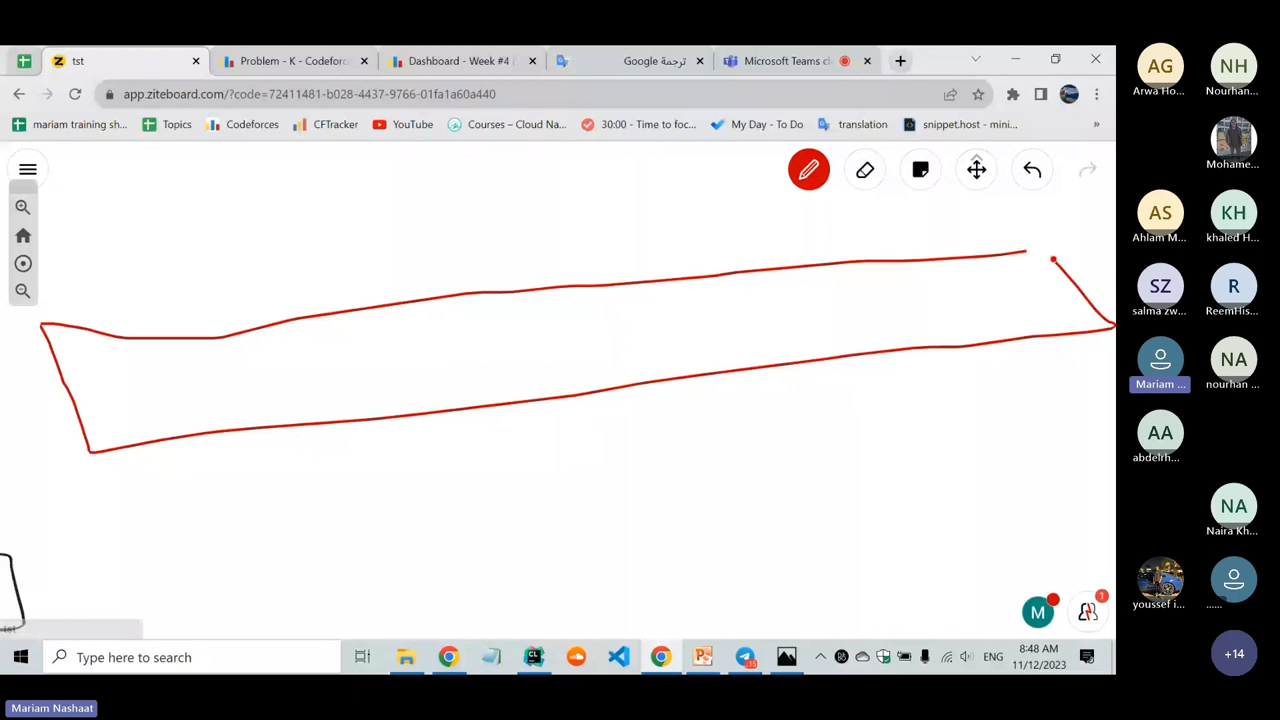 tst
Problem - K - Codeforc
Dashboard - Week #4
ترجمة Google
Microsoft Teams cl
app.ziteboard.com/?code=72411481-b028-4437-9766-01fa1a60a440
mariam training sh...
Topics
Codeforces
CFTracker
YouTube
Courses – Cloud Na...
30:00 - Time to foc...
My Day - To Do
translation
snippet.host - mini...
»
AG
Arwa Ho...
NH
Nourhan...
Mohame...
AS
Ahlam M...
KH
khaled H...
SZ
salma zw...
R
ReemHis...
Mariam ...
NA
nourhan ...
AA
abdelrh...
NA
Naira Kh...
youssef i...
......
+14
M
1
tst
Type here to search
15
ENG
8:48 AM
11/12/2023
Mariam Nashaat